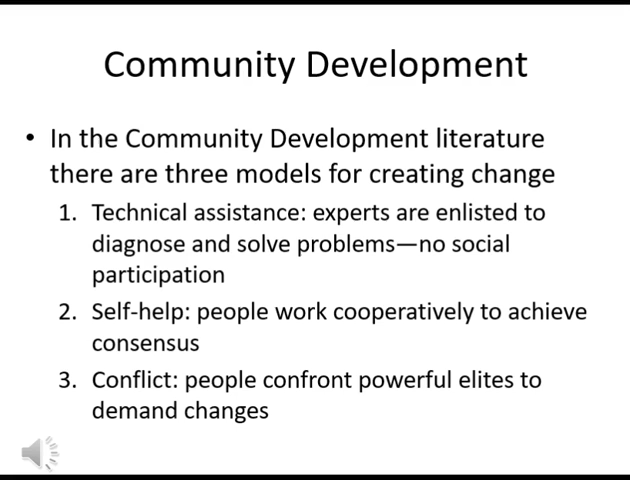 Community Development
• In the Community Development literature
there are three models for creating change
1. Technical assistance: experts are enlisted to
diagnose and solve problems—no social
participation
2. Self-help: people work cooperatively to achieve
consensus
3. Conflict: people confront powerful elites to
demand changes